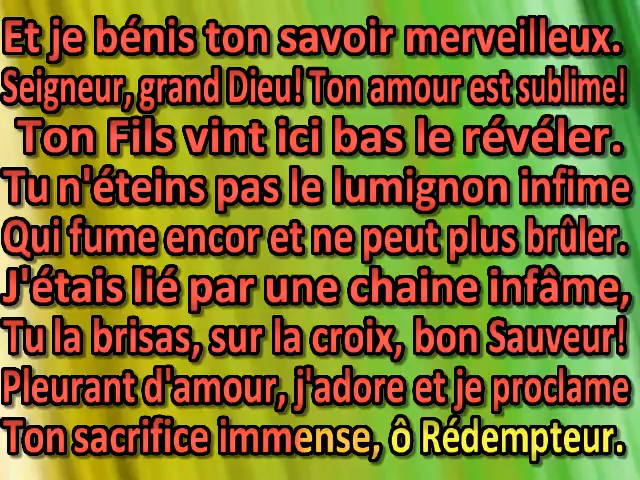 Et je bénis ton savoir merveilleux.
Seigneur, grand Dieu! Ton amour est sublime!
Ton Fils vint ici bas le révéler.
Tu n'éteins pas le lumignon infime
Qui fume encor et ne peut plus brûler.
J'étais lié par une chaine infâme,
Tu la brisas, sur la croix, bon Sauveur!
Pleurant d'amour, j'adore et je proclame
Ton sacrifice immense, ô Rédempteur.